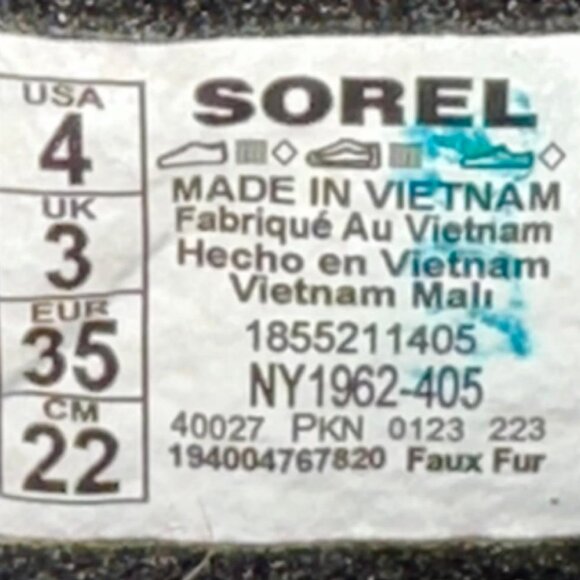 USA
4
UK
3
EUR
35
CM
22
SOREL
MADE IN VIETNAM
Fabriqué Au Vietnam
Hecho en Vietnam
Vietnam Malı
1855211405
NY1962-405
40027 PKN 0123 223
194004767820 Faux Fur